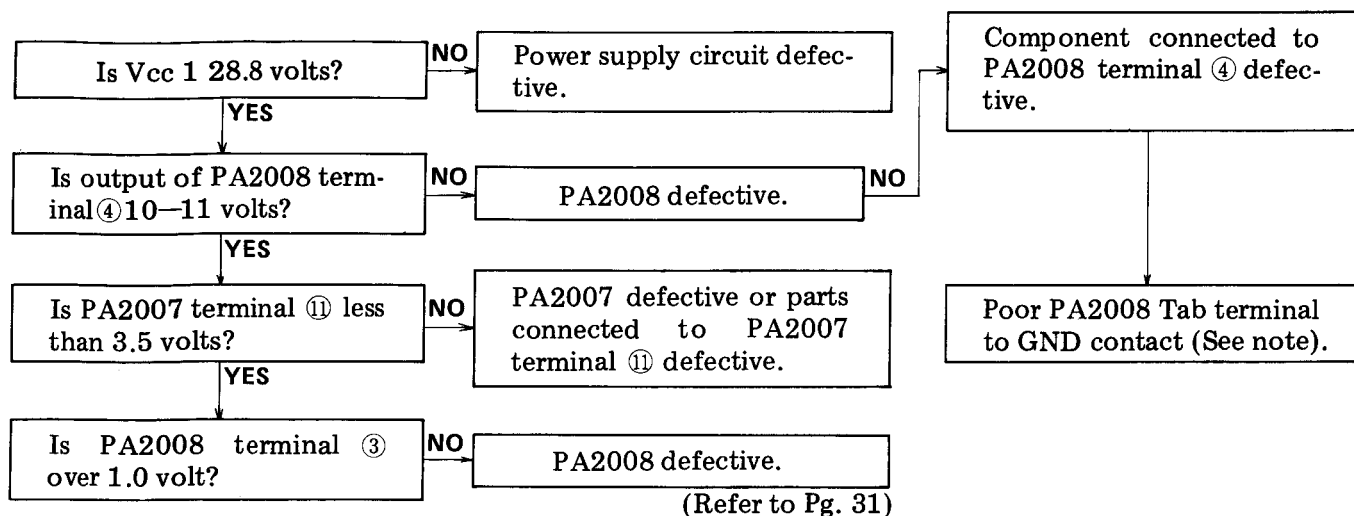 Is Vcc 1 28.8 volts?
NO
Power supply circuit defec-
tive.
Component connected to
PA2008 terminal ④ defec-
tive.
YES
Is output of PA2008 term-
inal ④ 10—11 volts?
NO
PA2008 defective.
NO
YES
Is PA2007 terminal ⑪ less
than 3.5 volts?
NO
PA2007 defective or parts
connected to PA2007
terminal ⑪ defective.
Poor PA2008 Tab terminal
to GND contact (See note).
YES
Is PA2008 terminal ③
over 1.0 volt?
NO
PA2008 defective.
(Refer to Pg. 31)